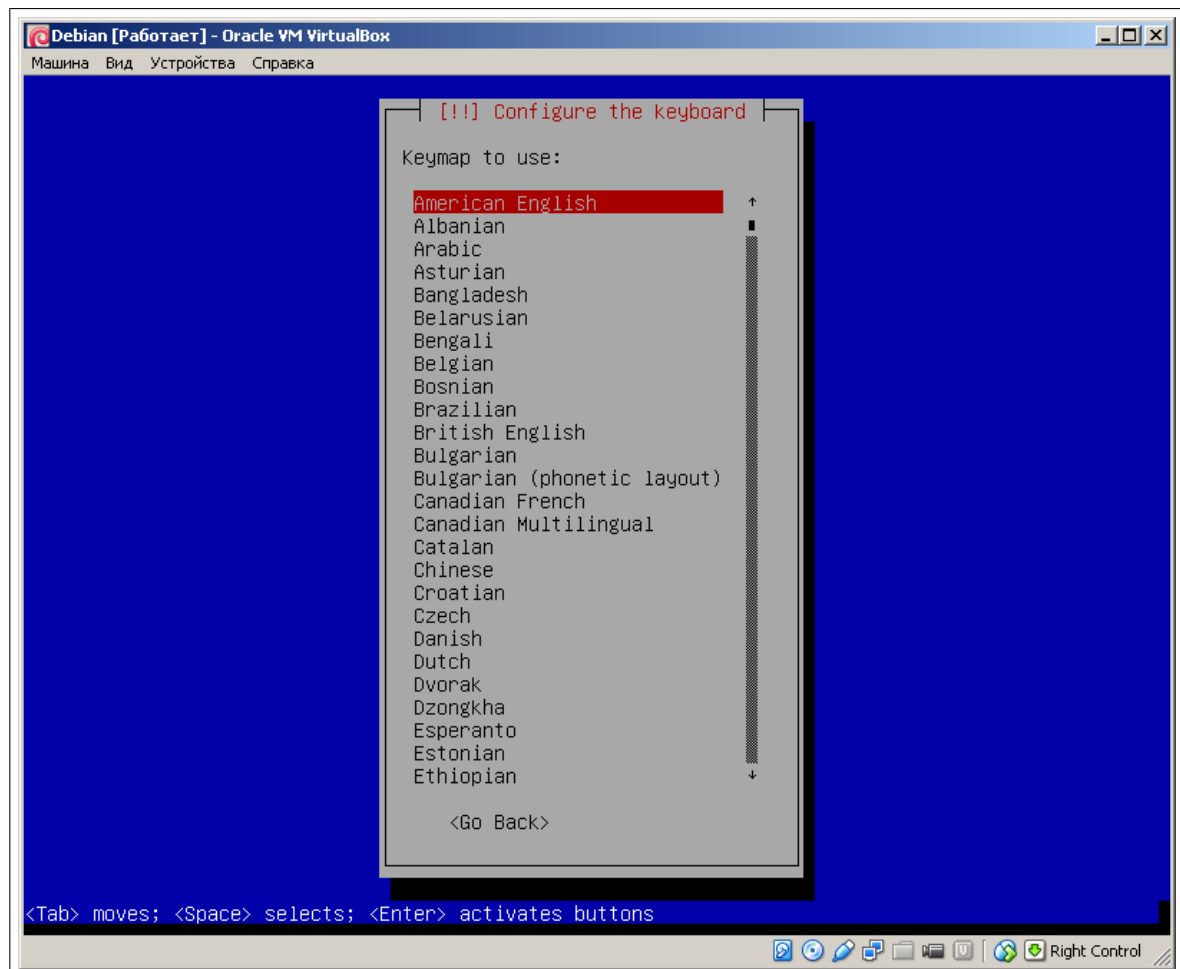 Debian [Работает] - Oracle VM VirtualBox
Машина Вид Устройства Справка
[!!] Configure the keyboard
Keymap to use:
American English
Albanian
Arabic
Asturian
Bangladesh
Belarusian
Bengali
Belgian
Bosnian
Brazilian
British English
Bulgarian
Bulgarian (phonetic layout)
Canadian French
Canadian Multilingual
Catalan
Chinese
Croatian
Czech
Danish
Dutch
Dvorak
Dzongkha
Esperanto
Estonian
Ethiopian
<Go Back>
<Tab> moves; <Space> selects; <Enter> activates buttons
Right Control